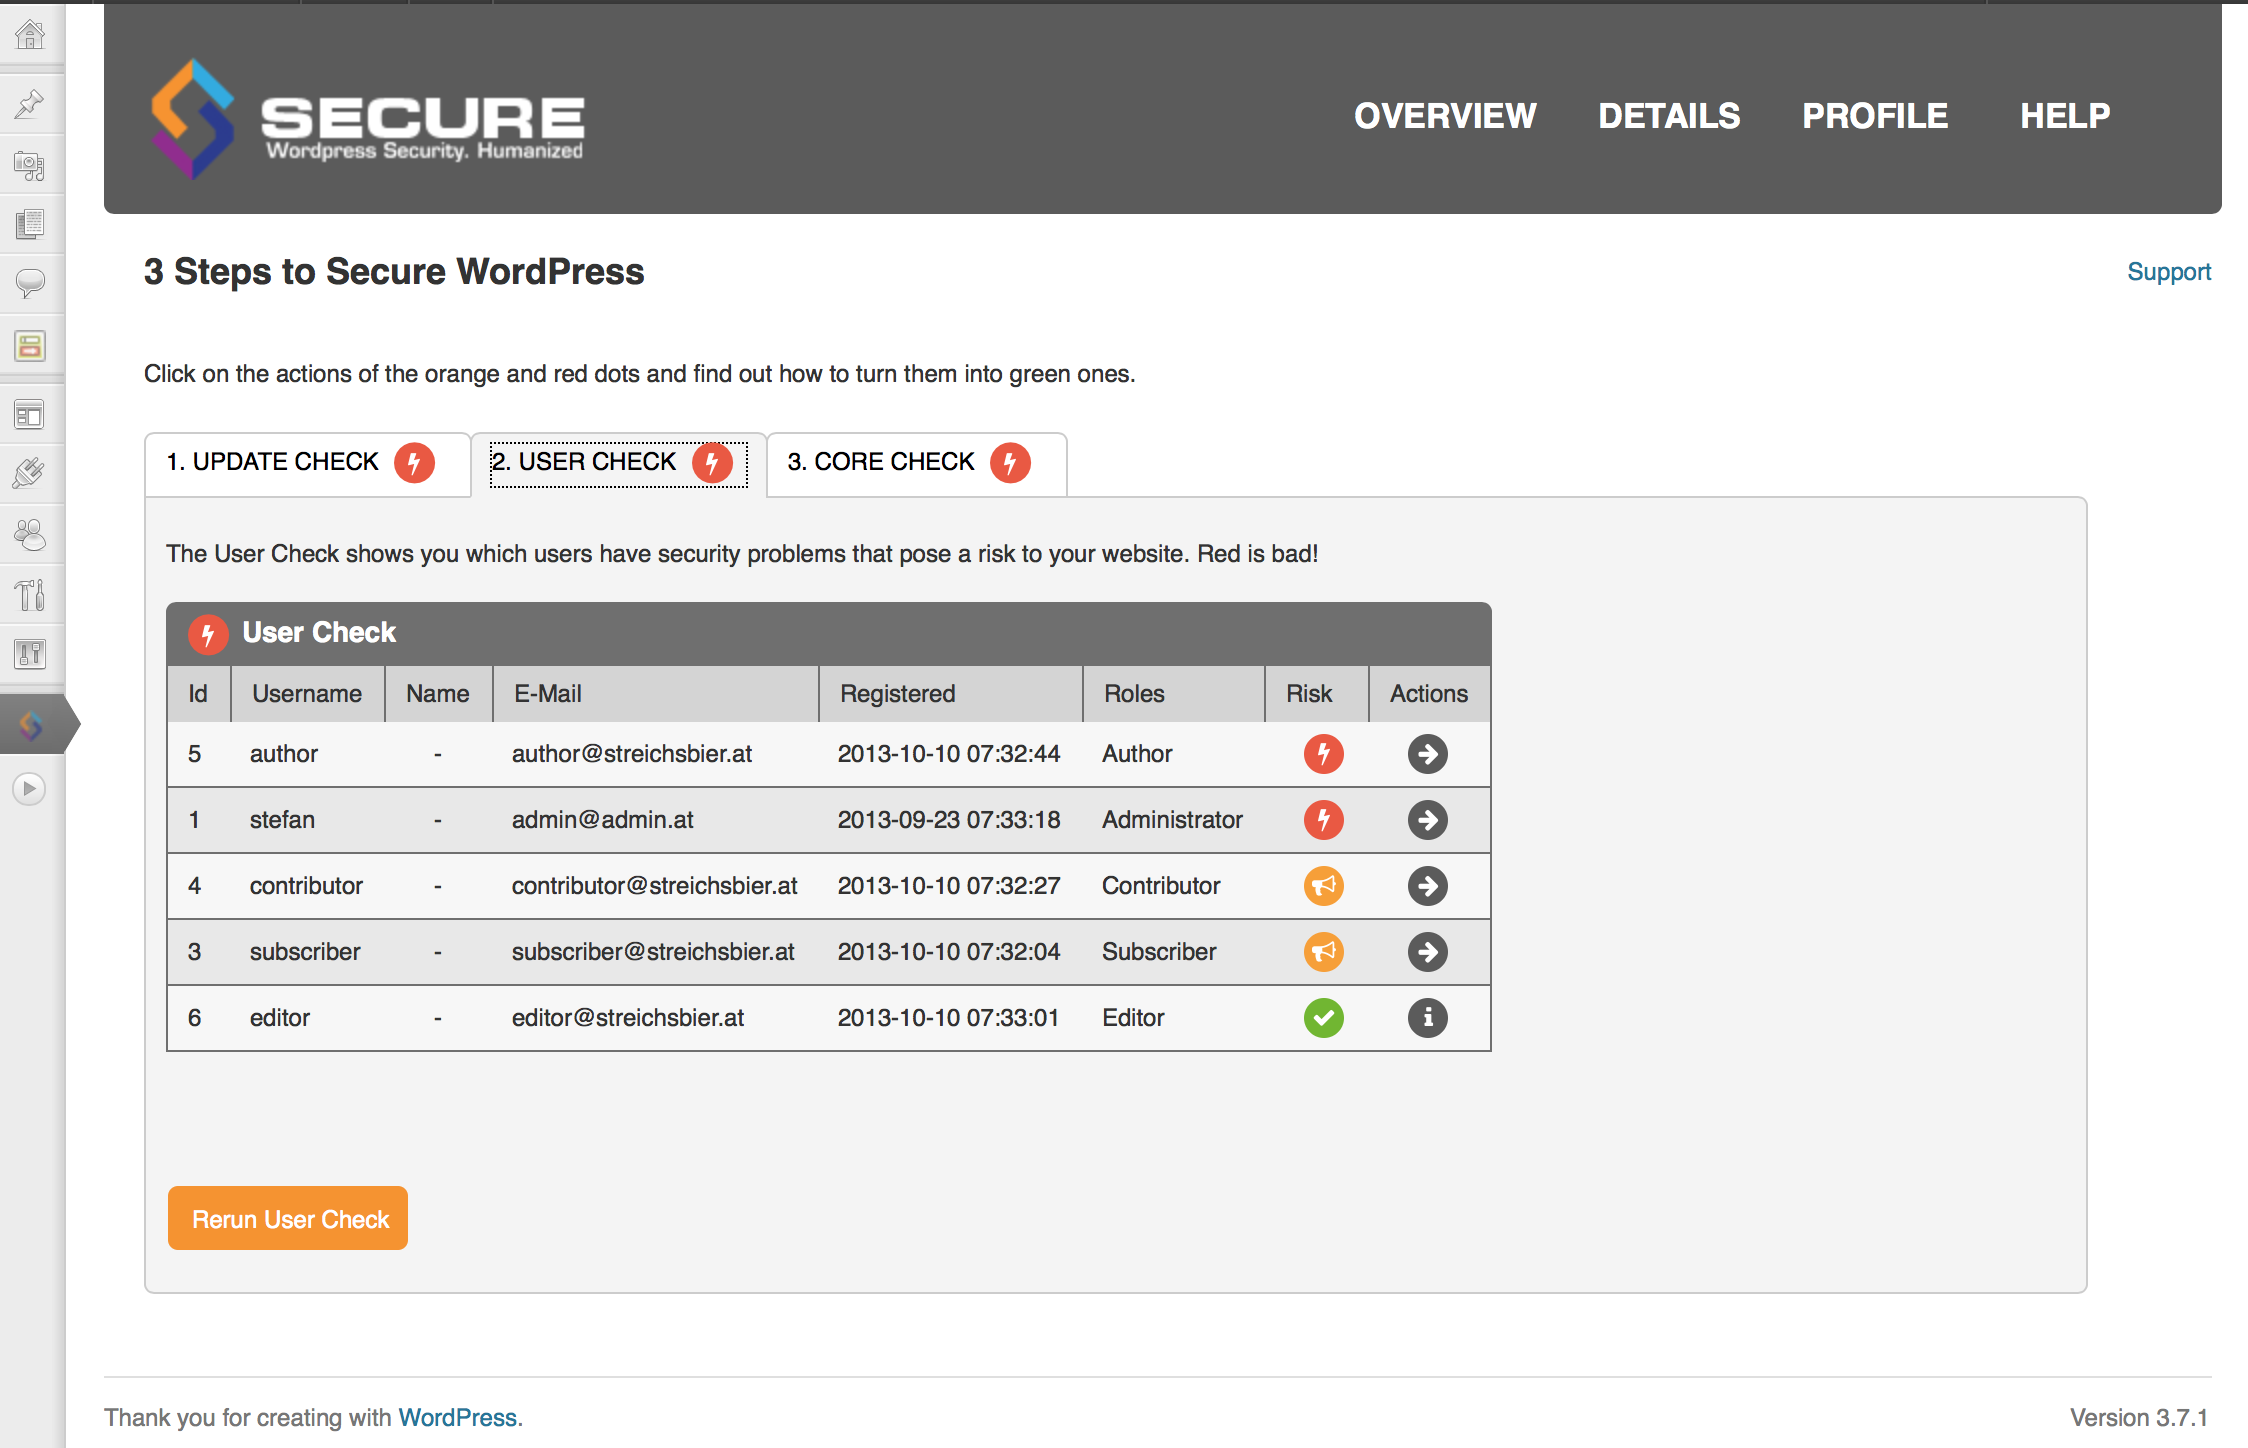 SECURE
Wordpress Security. Humanized
OVERVIEW DETAILS PROFILE HELP
3 Steps to Secure WordPress
Support
Click on the actions of the orange and red dots and find out how to turn them into green ones.
1. UPDATE CHECK 2. USER CHECK 3. CORE CHECK
The User Check shows you which users have security problems that pose a risk to your website. Red is bad!
User Check
Id Username Name E-Mail Registered Roles Risk Actions
5 author - author@streichsbier.at 2013-10-10 07:32:44 Author
1 stefan - admin@admin.at 2013-09-23 07:33:18 Administrator
4 contributor - contributor@streichsbier.at 2013-10-10 07:32:27 Contributor
3 subscriber - subscriber@streichsbier.at 2013-10-10 07:32:04 Subscriber
6 editor - editor@streichsbier.at 2013-10-10 07:33:01 Editor
Rerun User Check
Thank you for creating with WordPress.
Version 3.7.1